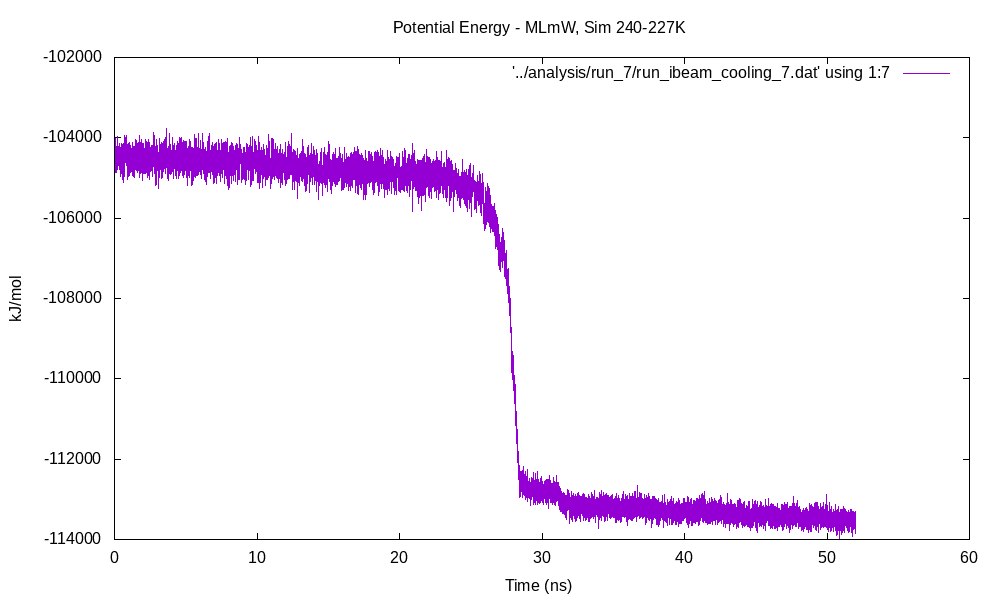 Potential Energy - MLmW, Sim 240-227K
'../analysis/run_7/run_ibeam_cooling_7.dat' using 1:7
-102000
-104000
-106000
-108000
-110000
-112000
-114000
kJ/mol
0 10 20 30 40 50 60
Time (ns)